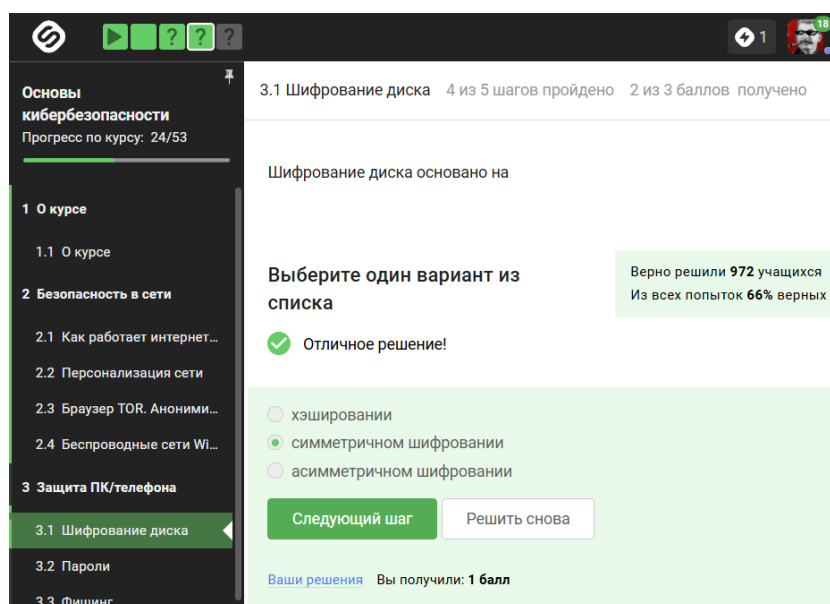 ? ? ?
1
18
Основы
кибербезопасности
Прогресс по курсу: 24/53
1 О курсе
1.1 О курсе
2 Безопасность в сети
2.1 Как работает интернет...
2.2 Персонализация сети
2.3 Браузер TOR. Аноними...
2.4 Беспроводные сети Wi...
3 Защита ПК/телефона
3.1 Шифрование диска
3.2 Пароли
3.3 Фишинг
3.1 Шифрование диска 4 из 5 шагов пройдено 2 из 3 баллов получено
Шифрование диска основано на
Выберите один вариант из
списка
Верно решили 972 учащихся
Из всех попыток 66% верных
Отличное решение!
хэшировании
симметричном шифровании
асимметричном шифровании
Следующий шаг
Решить снова
Ваши решения Вы получили: 1 балл